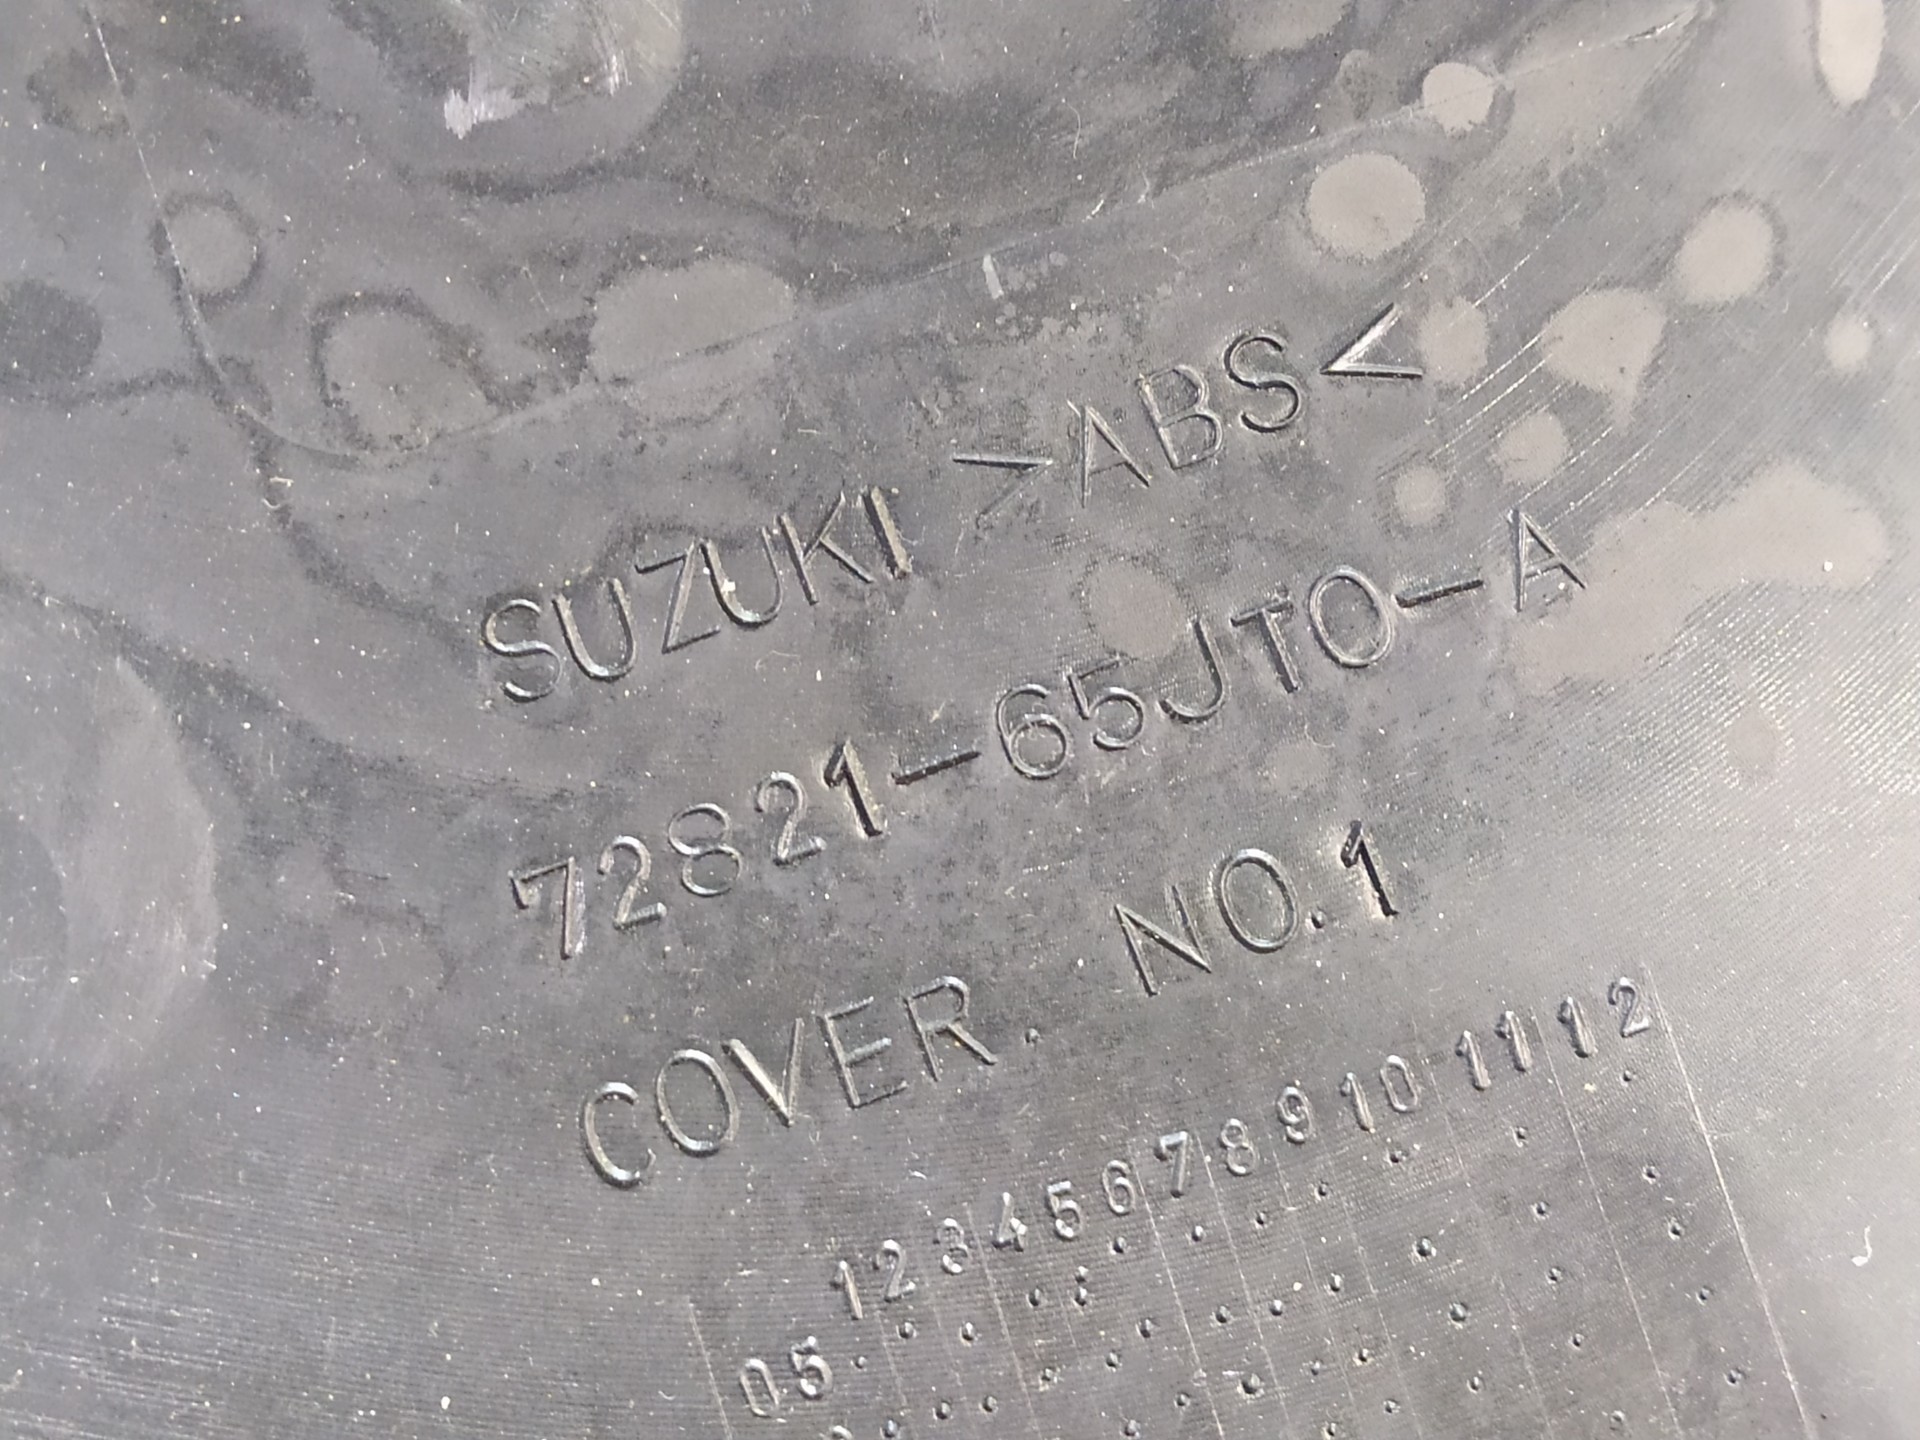 SUZUKI >ABS<
72821-65JT0-A
COVER. NO.1
1 2 3 4 5 6 7 8 9 10 11 12
05